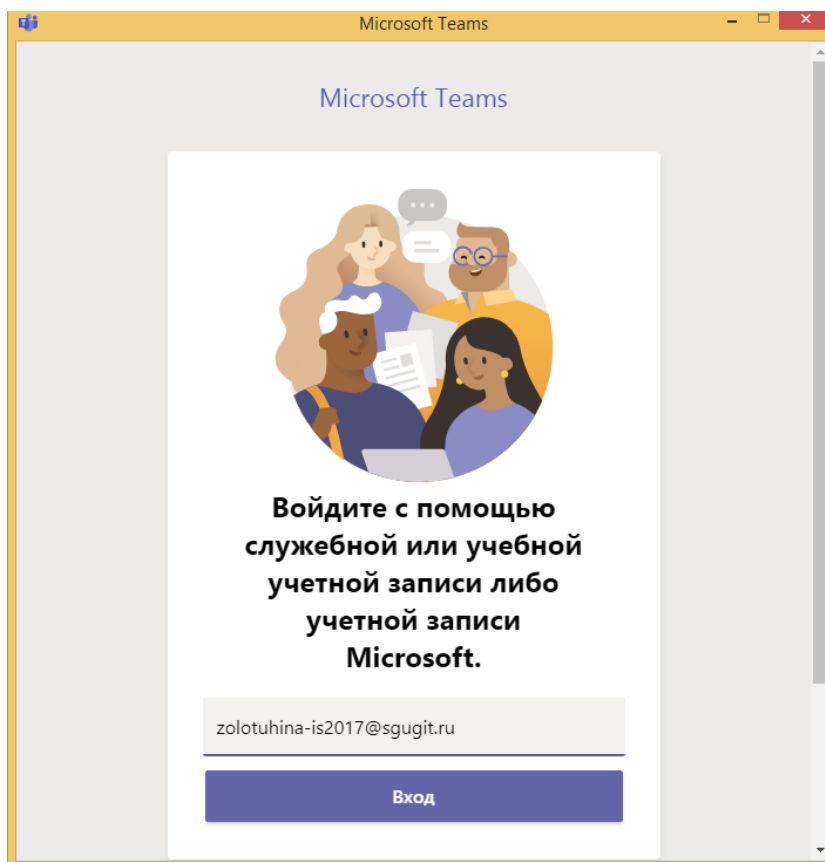 Microsoft Teams
Microsoft Teams
Войдите с помощью
служебной или учебной
учетной записи либо
учетной записи
Microsoft.
zolotuhina-is2017@sgugit.ru
Вход